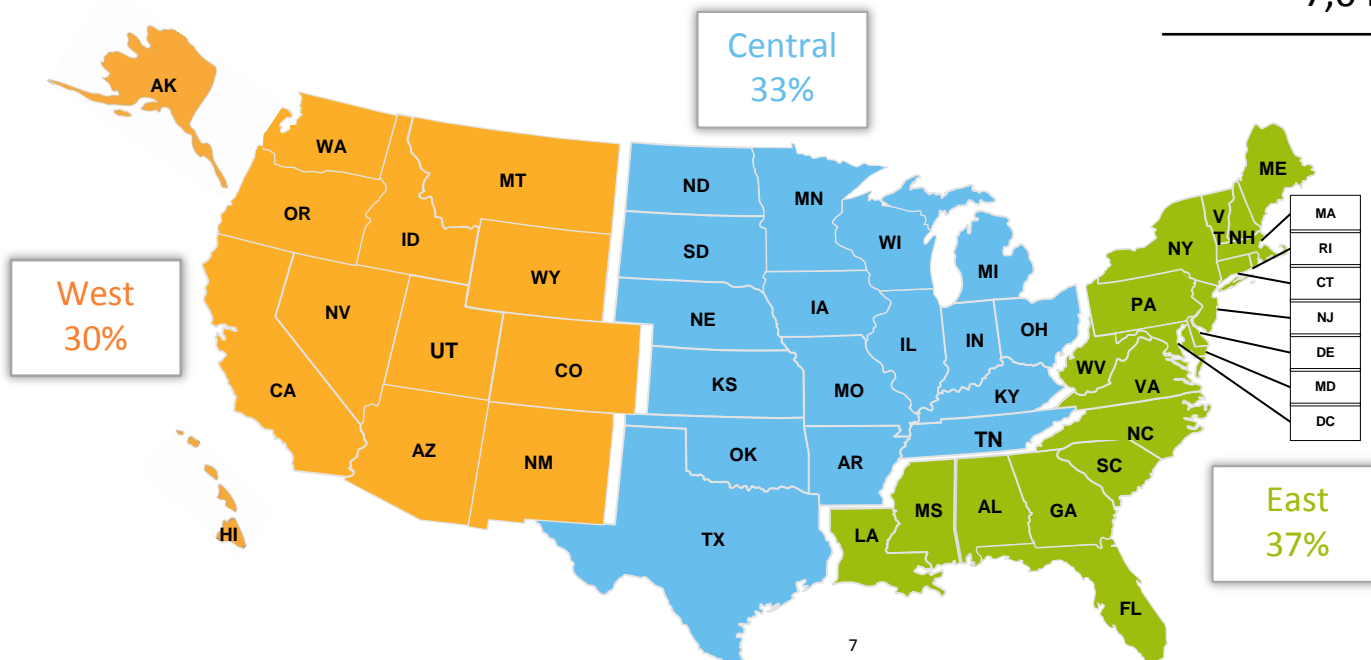 Central
33%
AK
WA
MT
ND
MN
ME
OR
ID
SD
WI
MI
NY
V
T
NH
MA
RI
CT
NJ
DE
MD
DC
West
30%
WY
NV
UT
CO
CA
AZ
NM
HI
NE
IA
IL
IN
OH
PA
KS
MO
KY
WV
VA
OK
AR
TN
NC
SC
TX
LA
MS
AL
GA
FL
East
37%
7